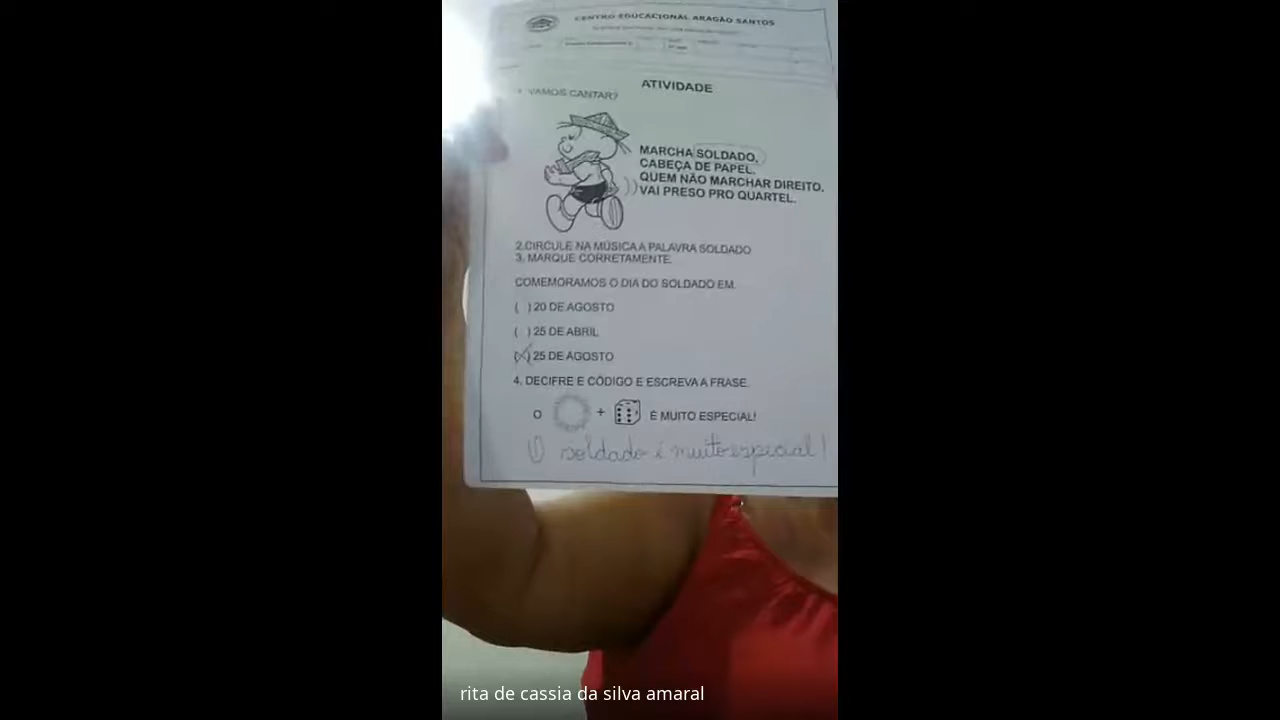 CENTRO EDUCACIONAL ARAGÃO SANTOS
ATIVIDADE
VAMOS CANTAR?
MARCHA SOLDADO,
CABEÇA DE PAPEL.
QUEM NÃO MARCHAR DIREITO,
VAI PRESO PRO QUARTEL.
2.CIRCULE NA MÚSICA A PALAVRA SOLDADO
3. MARQUE CORRETAMENTE.
COMEMORAMOS O DIA DO SOLDADO EM.
( ) 20 DE AGOSTO
( ) 25 DE ABRIL
(X) 25 DE AGOSTO
4. DECIFRE E CÓDIGO E ESCREVA A FRASE.
O + É MUITO ESPECIAL!
O soldado é muito especial!
rita de cassia da silva amaral